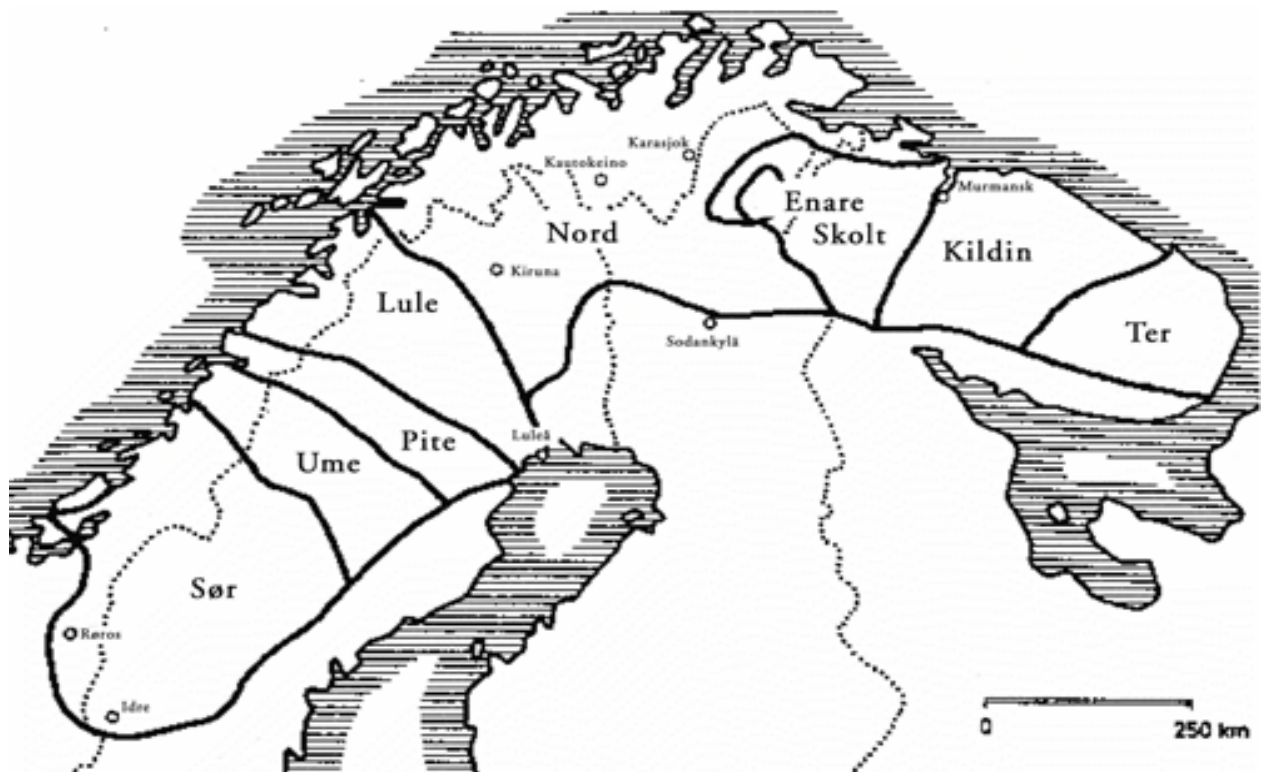 Karasjok
Kautokeino
Murmansk
Enare
Skolt
Nord
Kildin
Kiruna
Lule
Ter
Sodankylä
Luleå
Pite
Ume
Sør
Røros
Idre
0
250 km